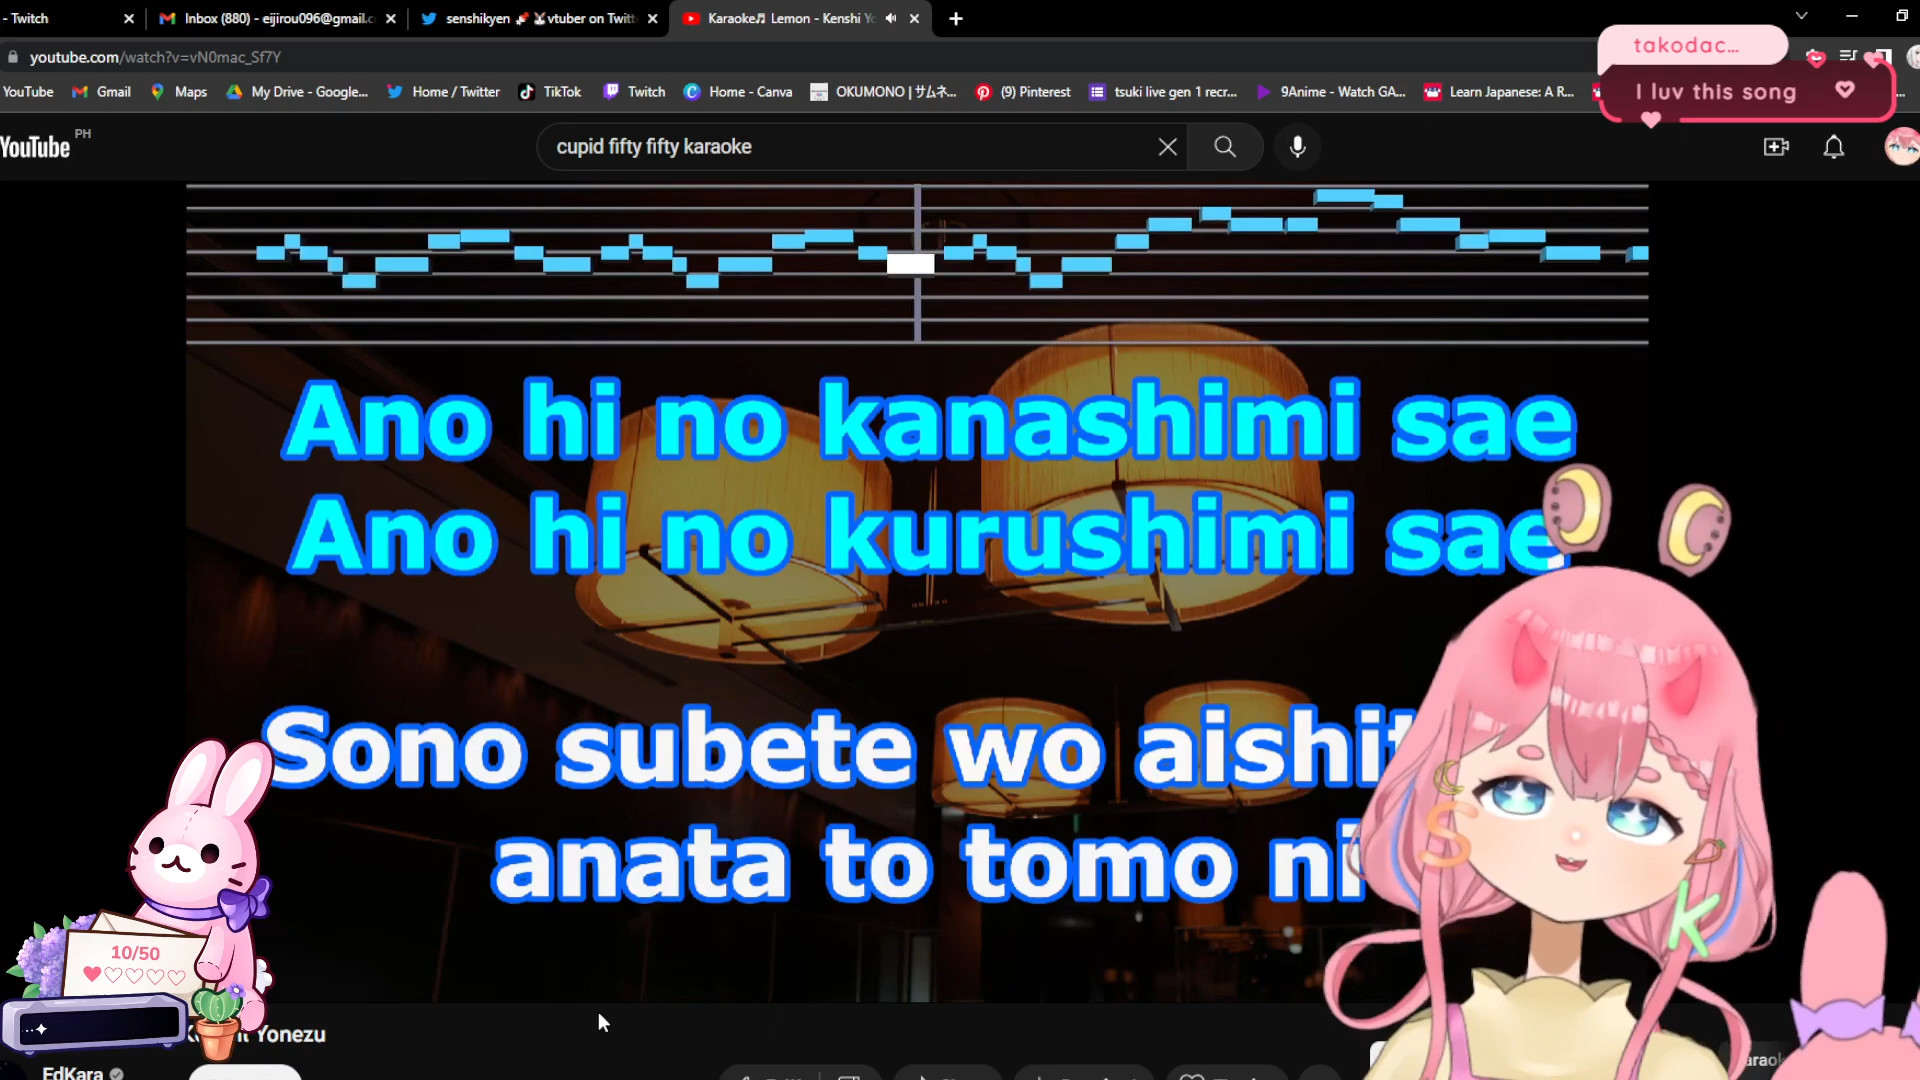 - Twitch
Inbox (880) - eijirou096@gmail.c
senshikyen vtuber on Twitt
Karaoke♫ Lemon - Kenshi Yo
youtube.com/watch?v=vN0mac_Sf7Y
takodac...
I luv this song
YouTube
Gmail
Maps
My Drive - Google...
Home / Twitter
TikTok
Twitch
Home - Canva
OKUMONO | サムネ...
(9) Pinterest
tsuki live gen 1 recr...
9Anime - Watch GA...
Learn Japanese: A R...
YouTube PH
cupid fifty fifty karaoke
Ano hi no kanashimi sae
Ano hi no kurushimi sae
Sono subete wo aishit
anata to tomo ni
10/50
S
K
Yonezu
EdKara